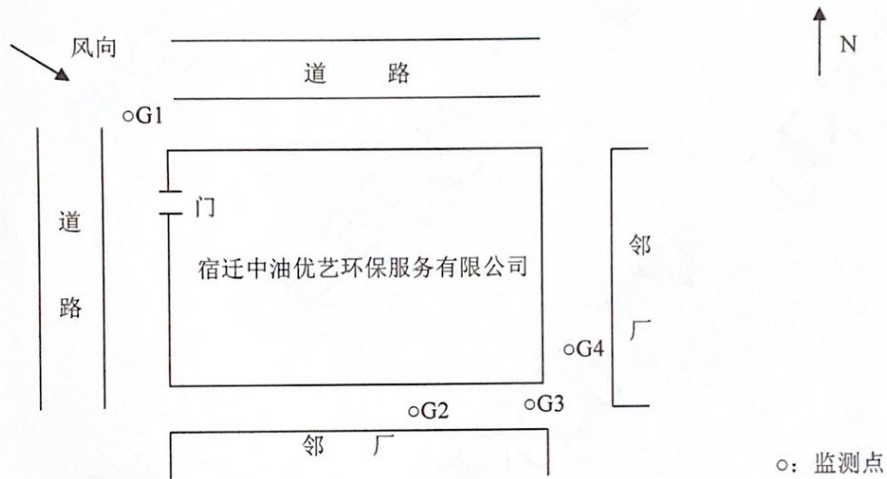 风向
N
道 路
○G1
门
道
路
宿迁中油优艺环保服务有限公司
邻
厂
○G4
○G2
○G3
邻 厂
○：监测点